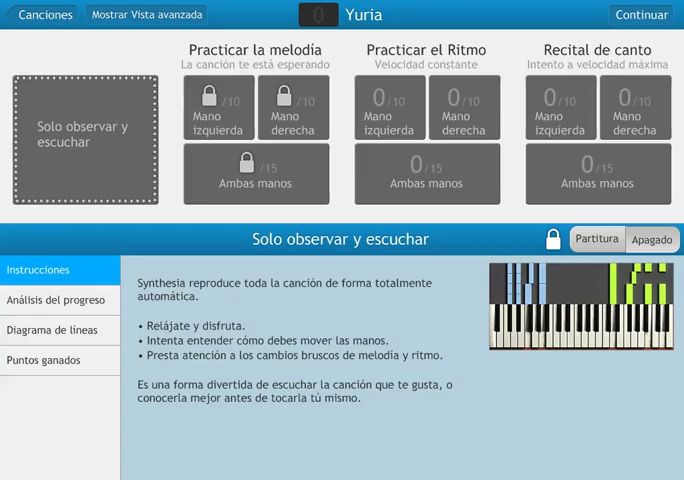 Canciones
Mostrar Vista avanzada
0
Yuria
Continuar
Practicar la melodía
La canción te está esperando
Practicar el Ritmo
Velocidad constante
Recital de canto
Intento a velocidad máxima
Solo observar y
escuchar
/10
Mano
izquierda
/10
Mano
derecha
/15
Ambas manos
0/10
Mano
izquierda
0/10
Mano
derecha
0/15
Ambas manos
0/10
Mano
izquierda
0/10
Mano
derecha
0/15
Ambas manos
Solo observar y escuchar
Partitura
Apagado
Instrucciones
Análisis del progreso
Diagrama de líneas
Puntos ganados
Synthesia reproduce toda la canción de forma totalmente
automática.
• Relájate y disfruta.
• Intenta entender cómo debes mover las manos.
• Presta atención a los cambios bruscos de melodía y ritmo.
Es una forma divertida de escuchar la canción que te gusta, o
conocerla mejor antes de tocarla tú mismo.